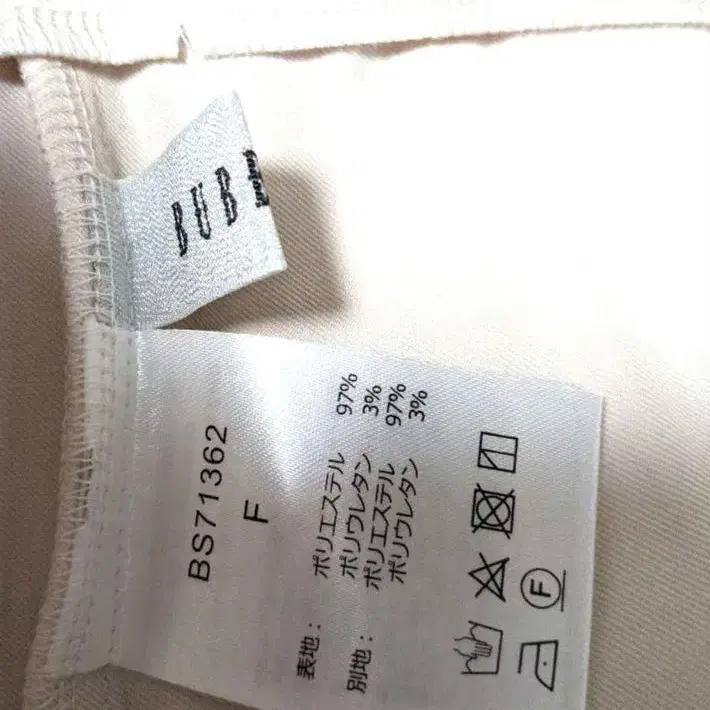 BUB
BS71362
F
表地：ポリエステル 97%
ポリウレタン 3%
別地：ポリエステル 97%
ポリウレタン 3%
F